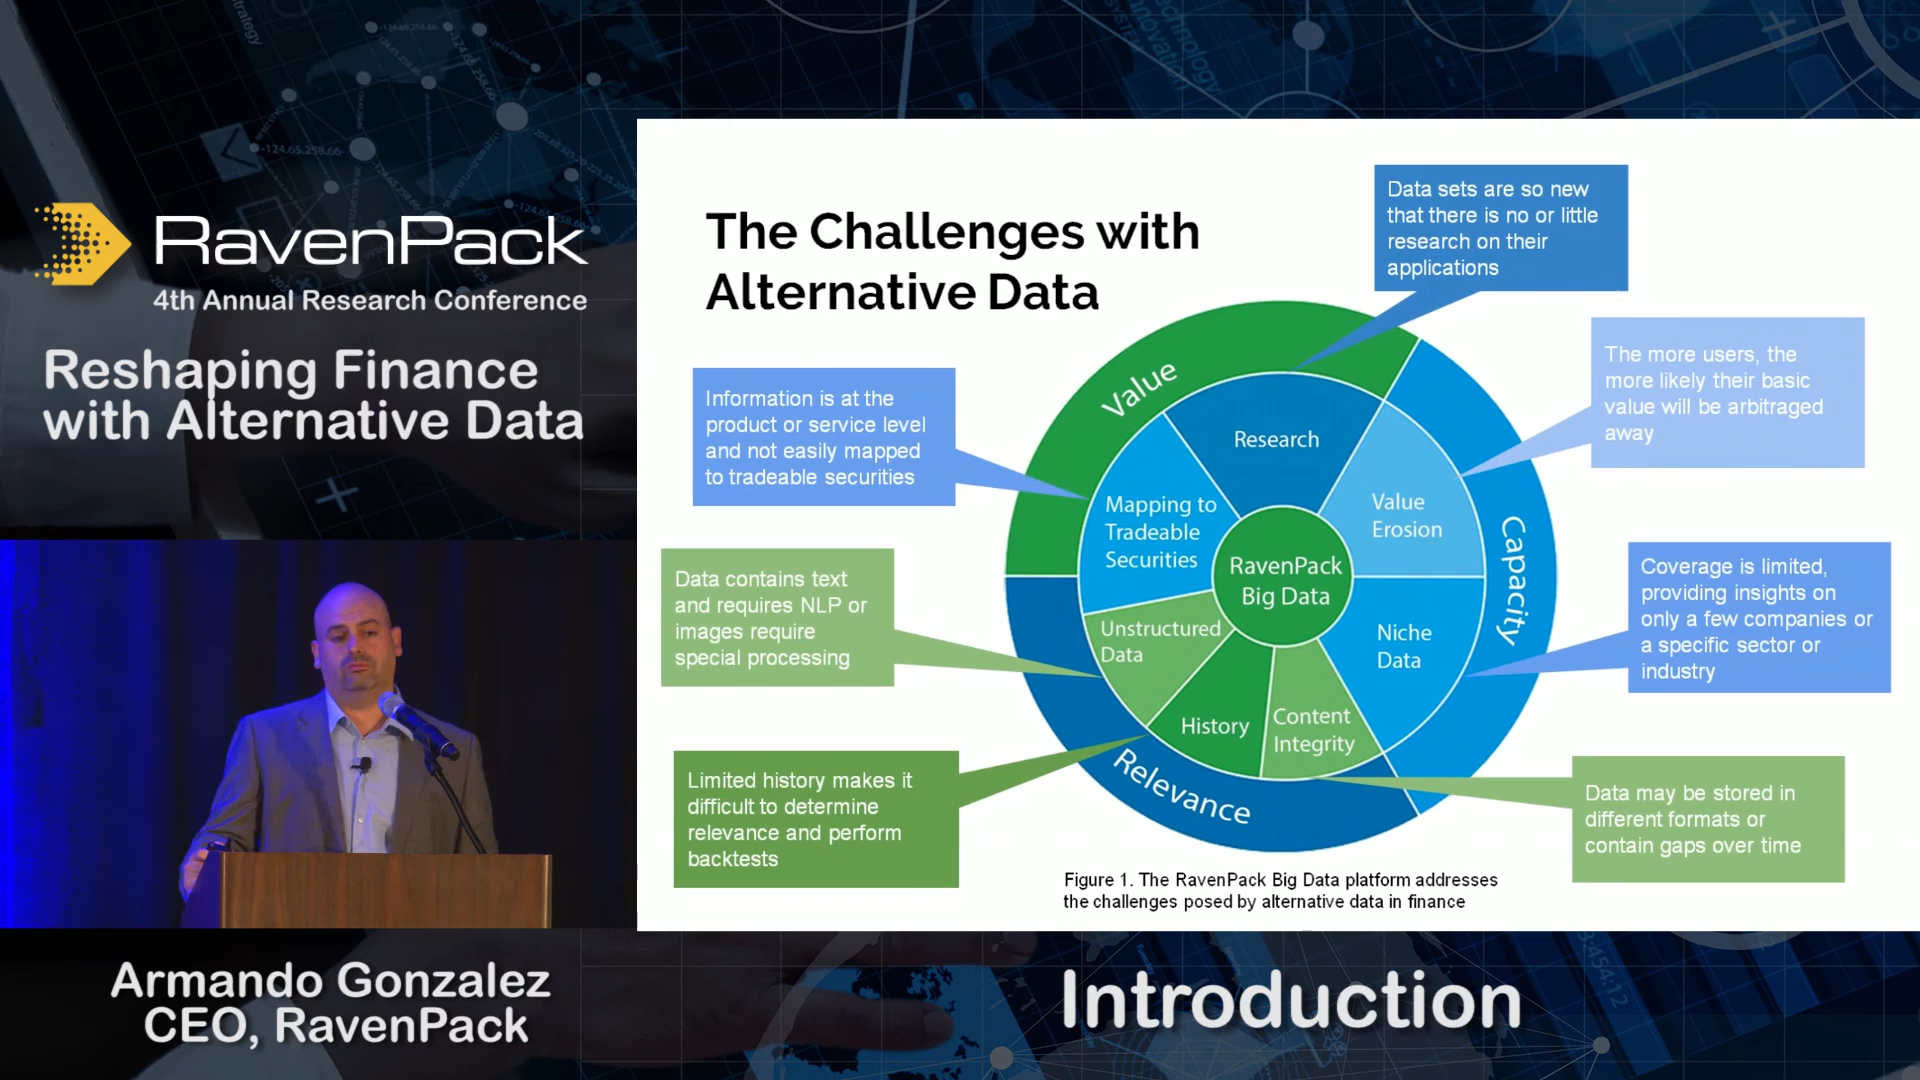 RavenPack
4th Annual Research Conference
Reshaping Finance
with Alternative Data
Armando Gonzalez
CEO, RavenPack
The Challenges with
Alternative Data
Data sets are so new
that there is no or little
research on their
applications
The more users, the
more likely their basic
value will be arbitraged
away
Information is at the
product or service level
and not easily mapped
to tradeable securities
Coverage is limited,
providing insights on
only a few companies or
a specific sector or
industry
Data contains text
and requires NLP or
images require
special processing
Limited history makes it
difficult to determine
relevance and perform
backtests
Data may be stored in
different formats or
contain gaps over time
Value
Capacity
Relevance
Research
Value
Erosion
Mapping to
Tradeable
Securities
RavenPack
Big Data
Unstructured
Data
Niche
Data
History
Content
Integrity
Figure 1. The RavenPack Big Data platform addresses
the challenges posed by alternative data in finance
Introduction